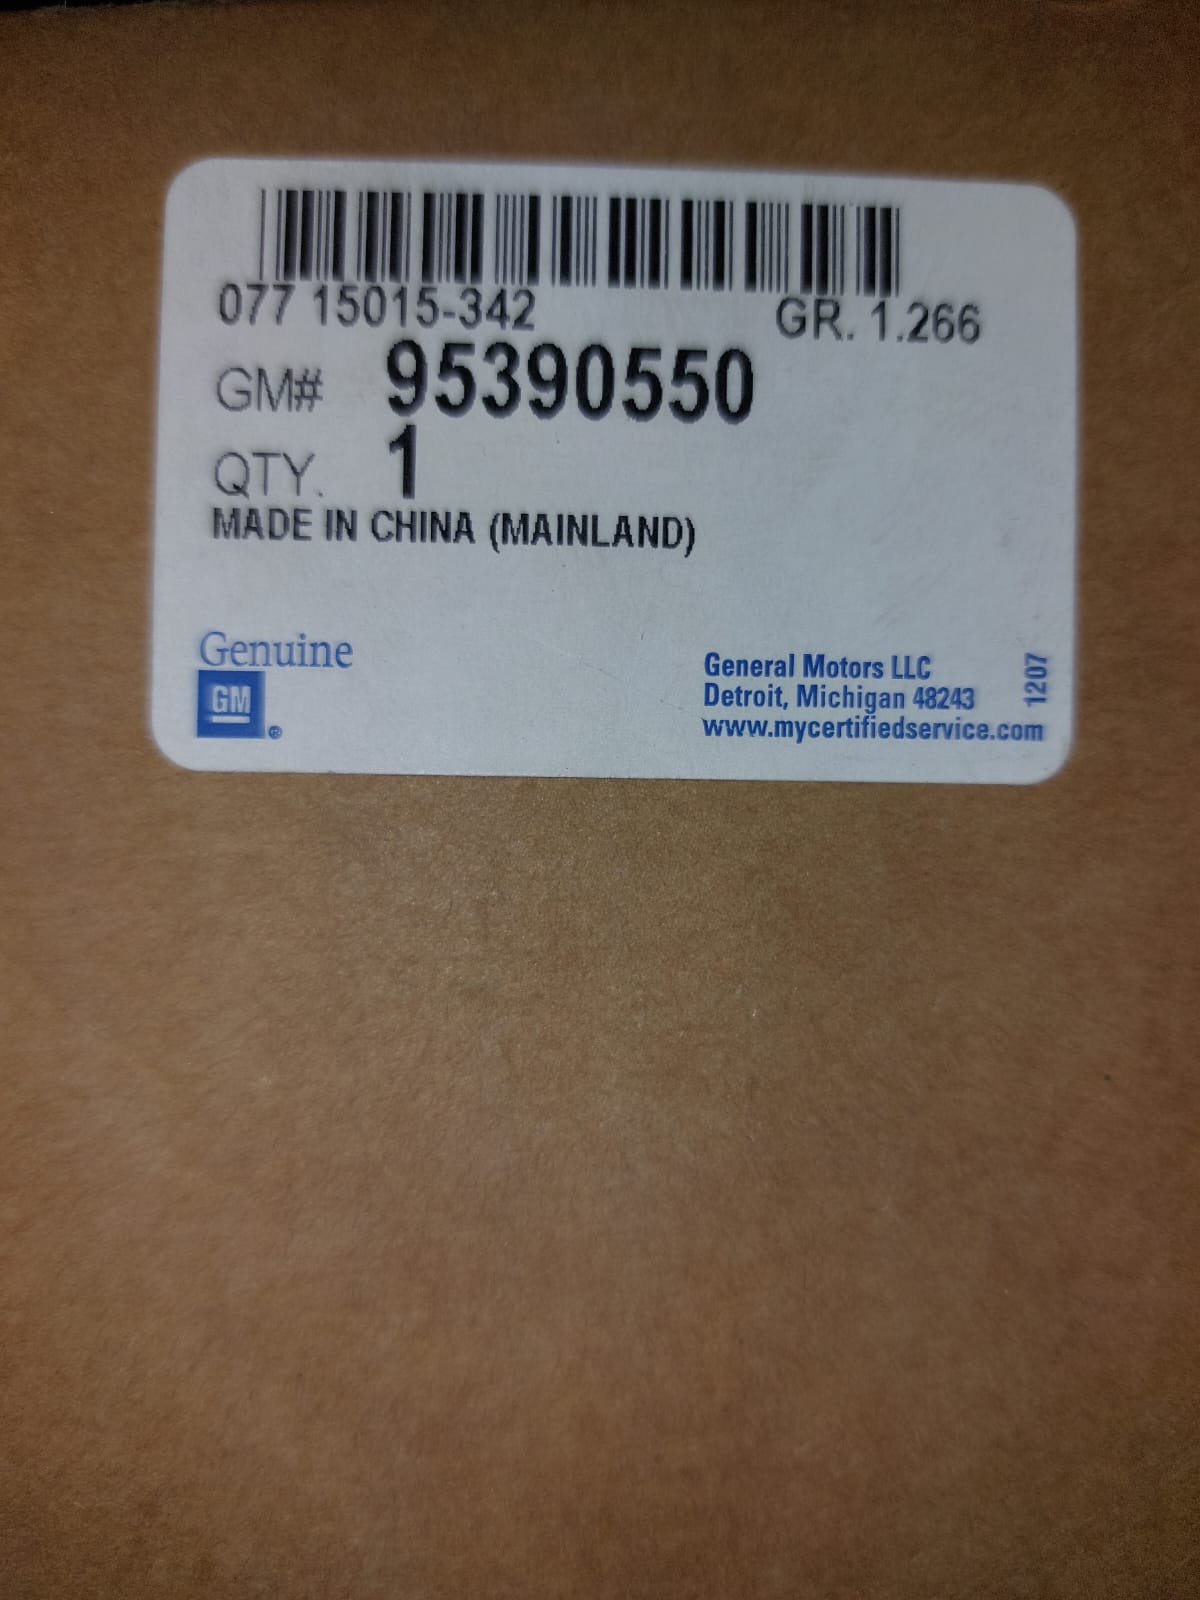 077 15015-342 GR. 1.266
GM# 95390550
QTY. 1
MADE IN CHINA (MAINLAND)
Genuine
GM
®
General Motors LLC
Detroit, Michigan 48243
www.mycertifiedservice.com
1207